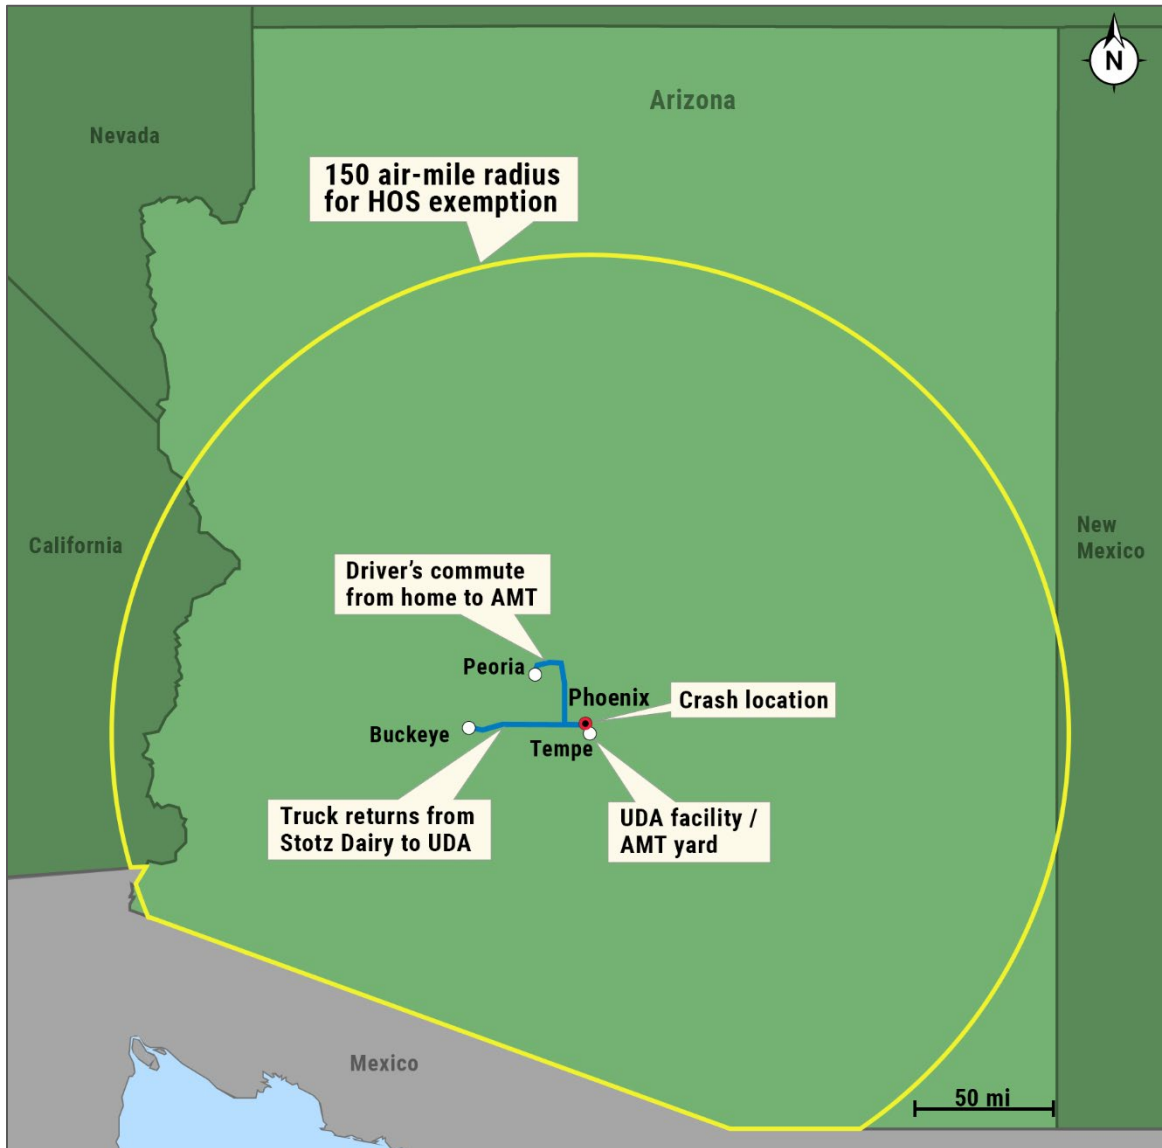 N
Arizona
Nevada
150 air-mile radius
for HOS exemption
New
Mexico
California
Driver’s commute
from home to AMT
Peoria
Phoenix
Crash location
Buckeye
Tempe
Truck returns from
Stotz Dairy to UDA
UDA facility /
AMT yard
Mexico
50 mi